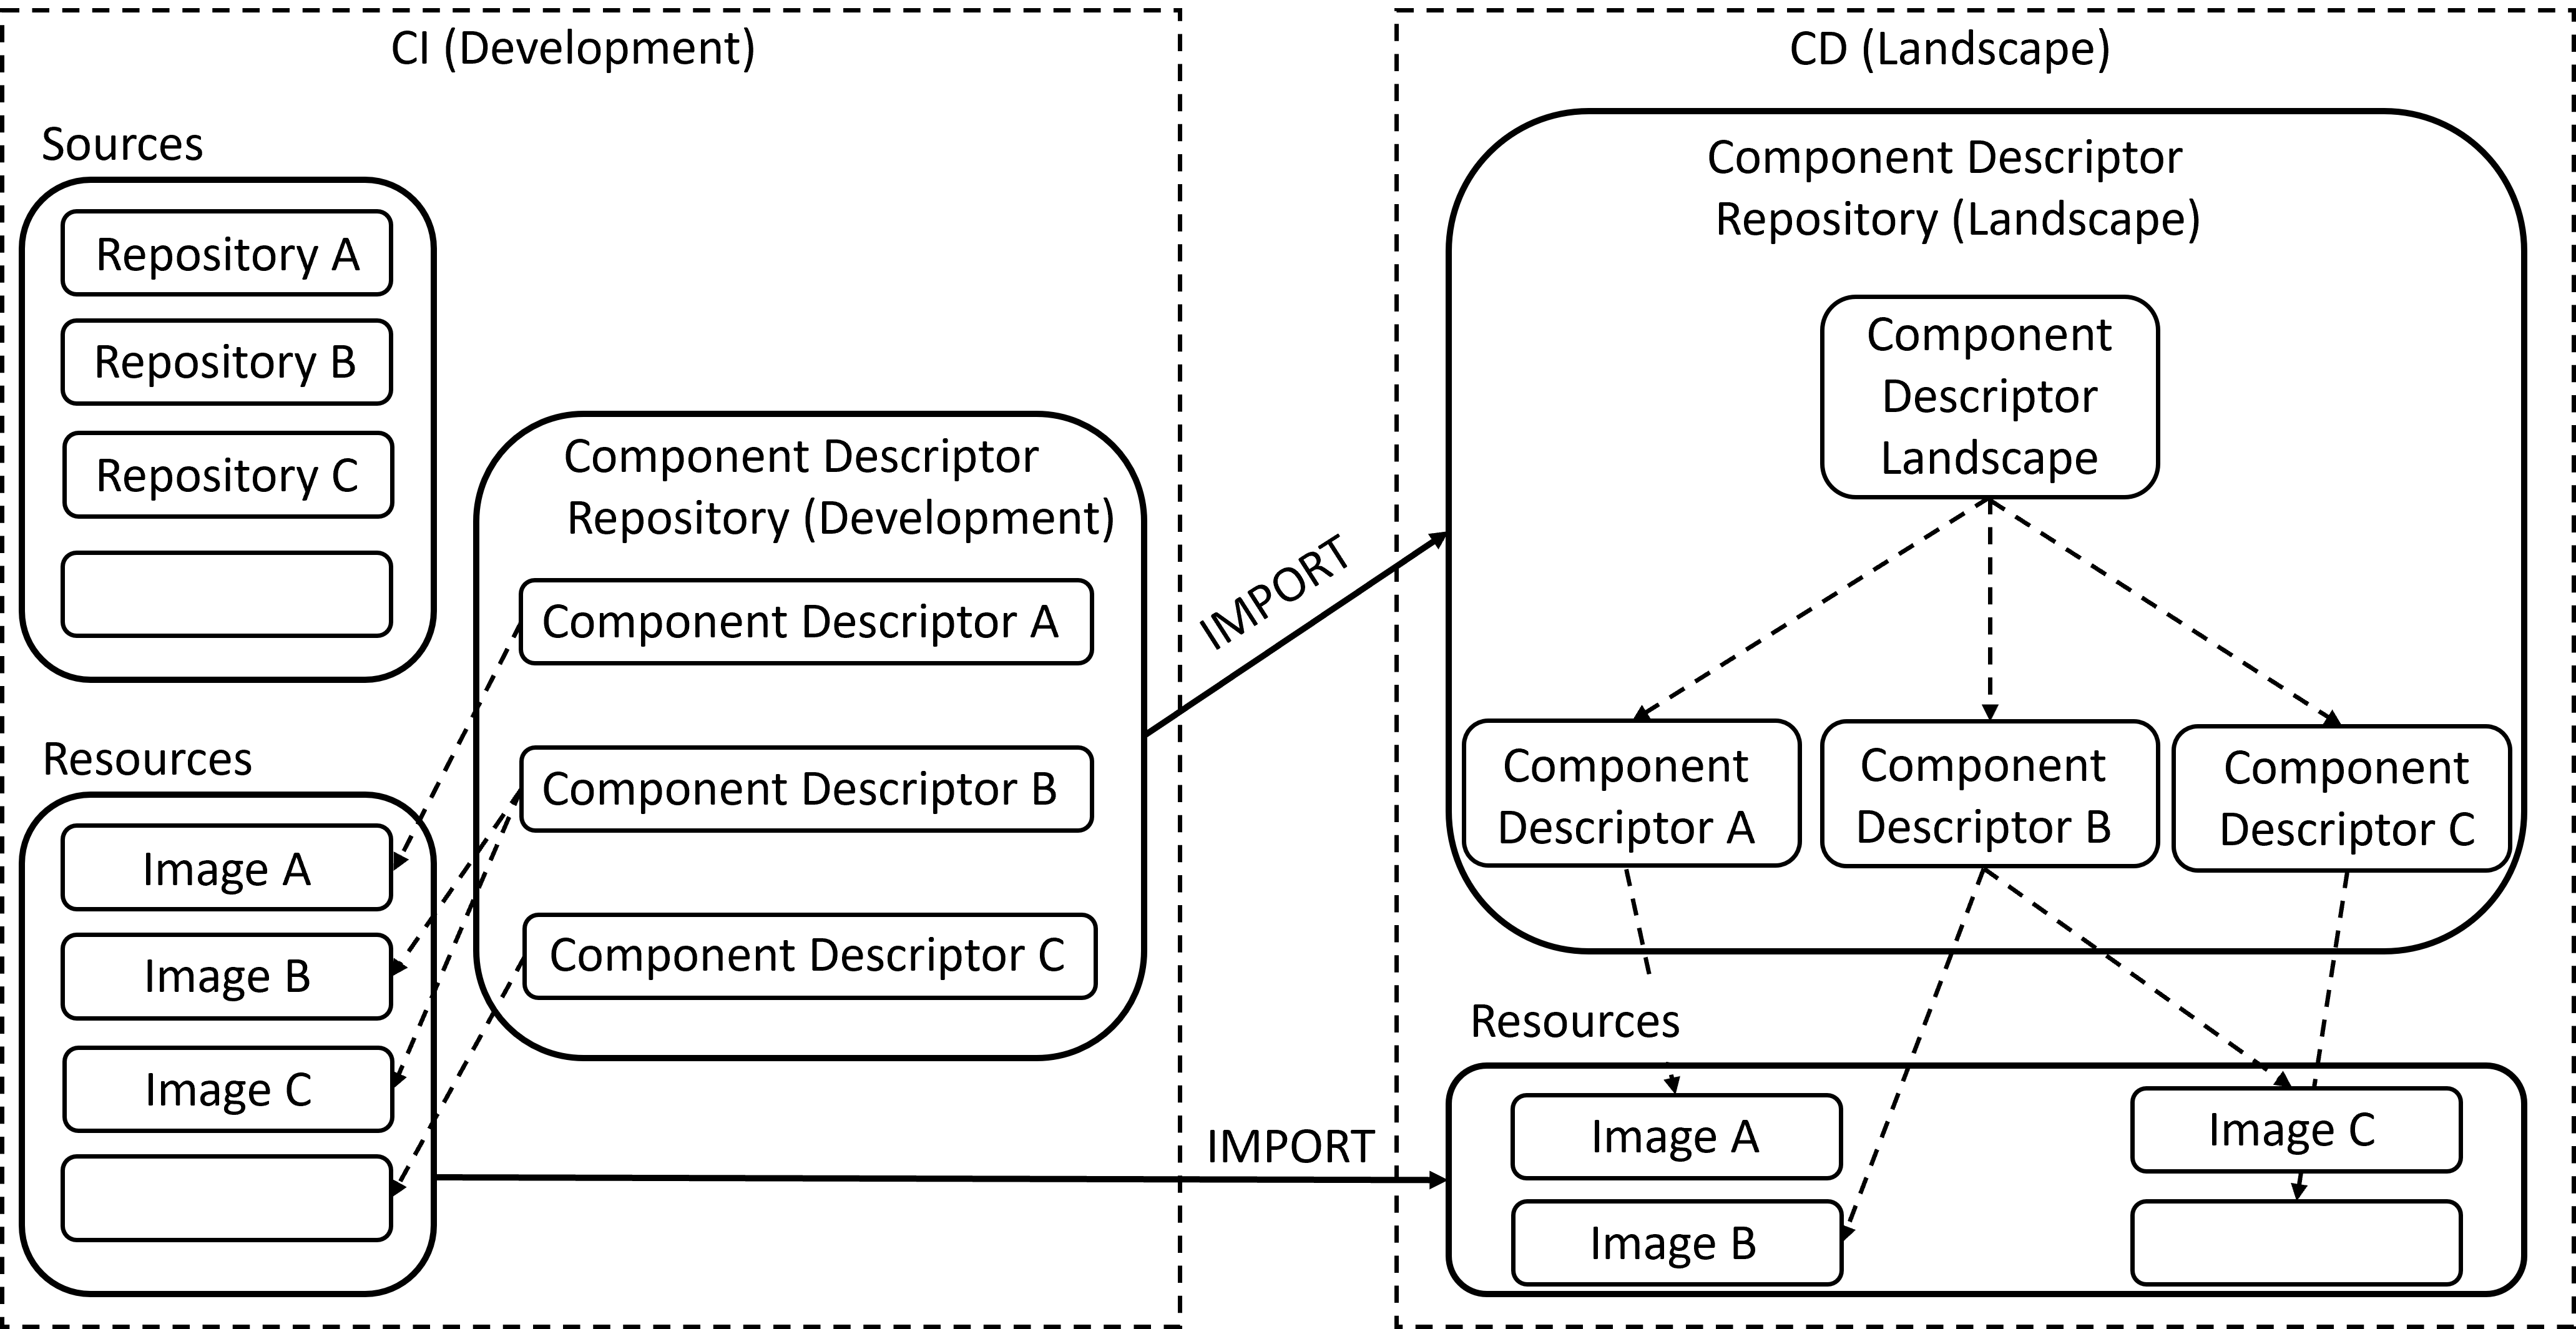 CI (Development)
Sources
Repository A
Repository B
Repository C
Component Descriptor
Repository (Development)
Component Descriptor A
Component Descriptor B
Component Descriptor C
Resources
Image A
Image B
Image C
IMPORT
IMPORT
CD (Landscape)
Component Descriptor
Repository (Landscape)
Component
Descriptor
Landscape
Component
Descriptor A
Component
Descriptor B
Component
Descriptor C
Resources
Image A
Image B
Image C